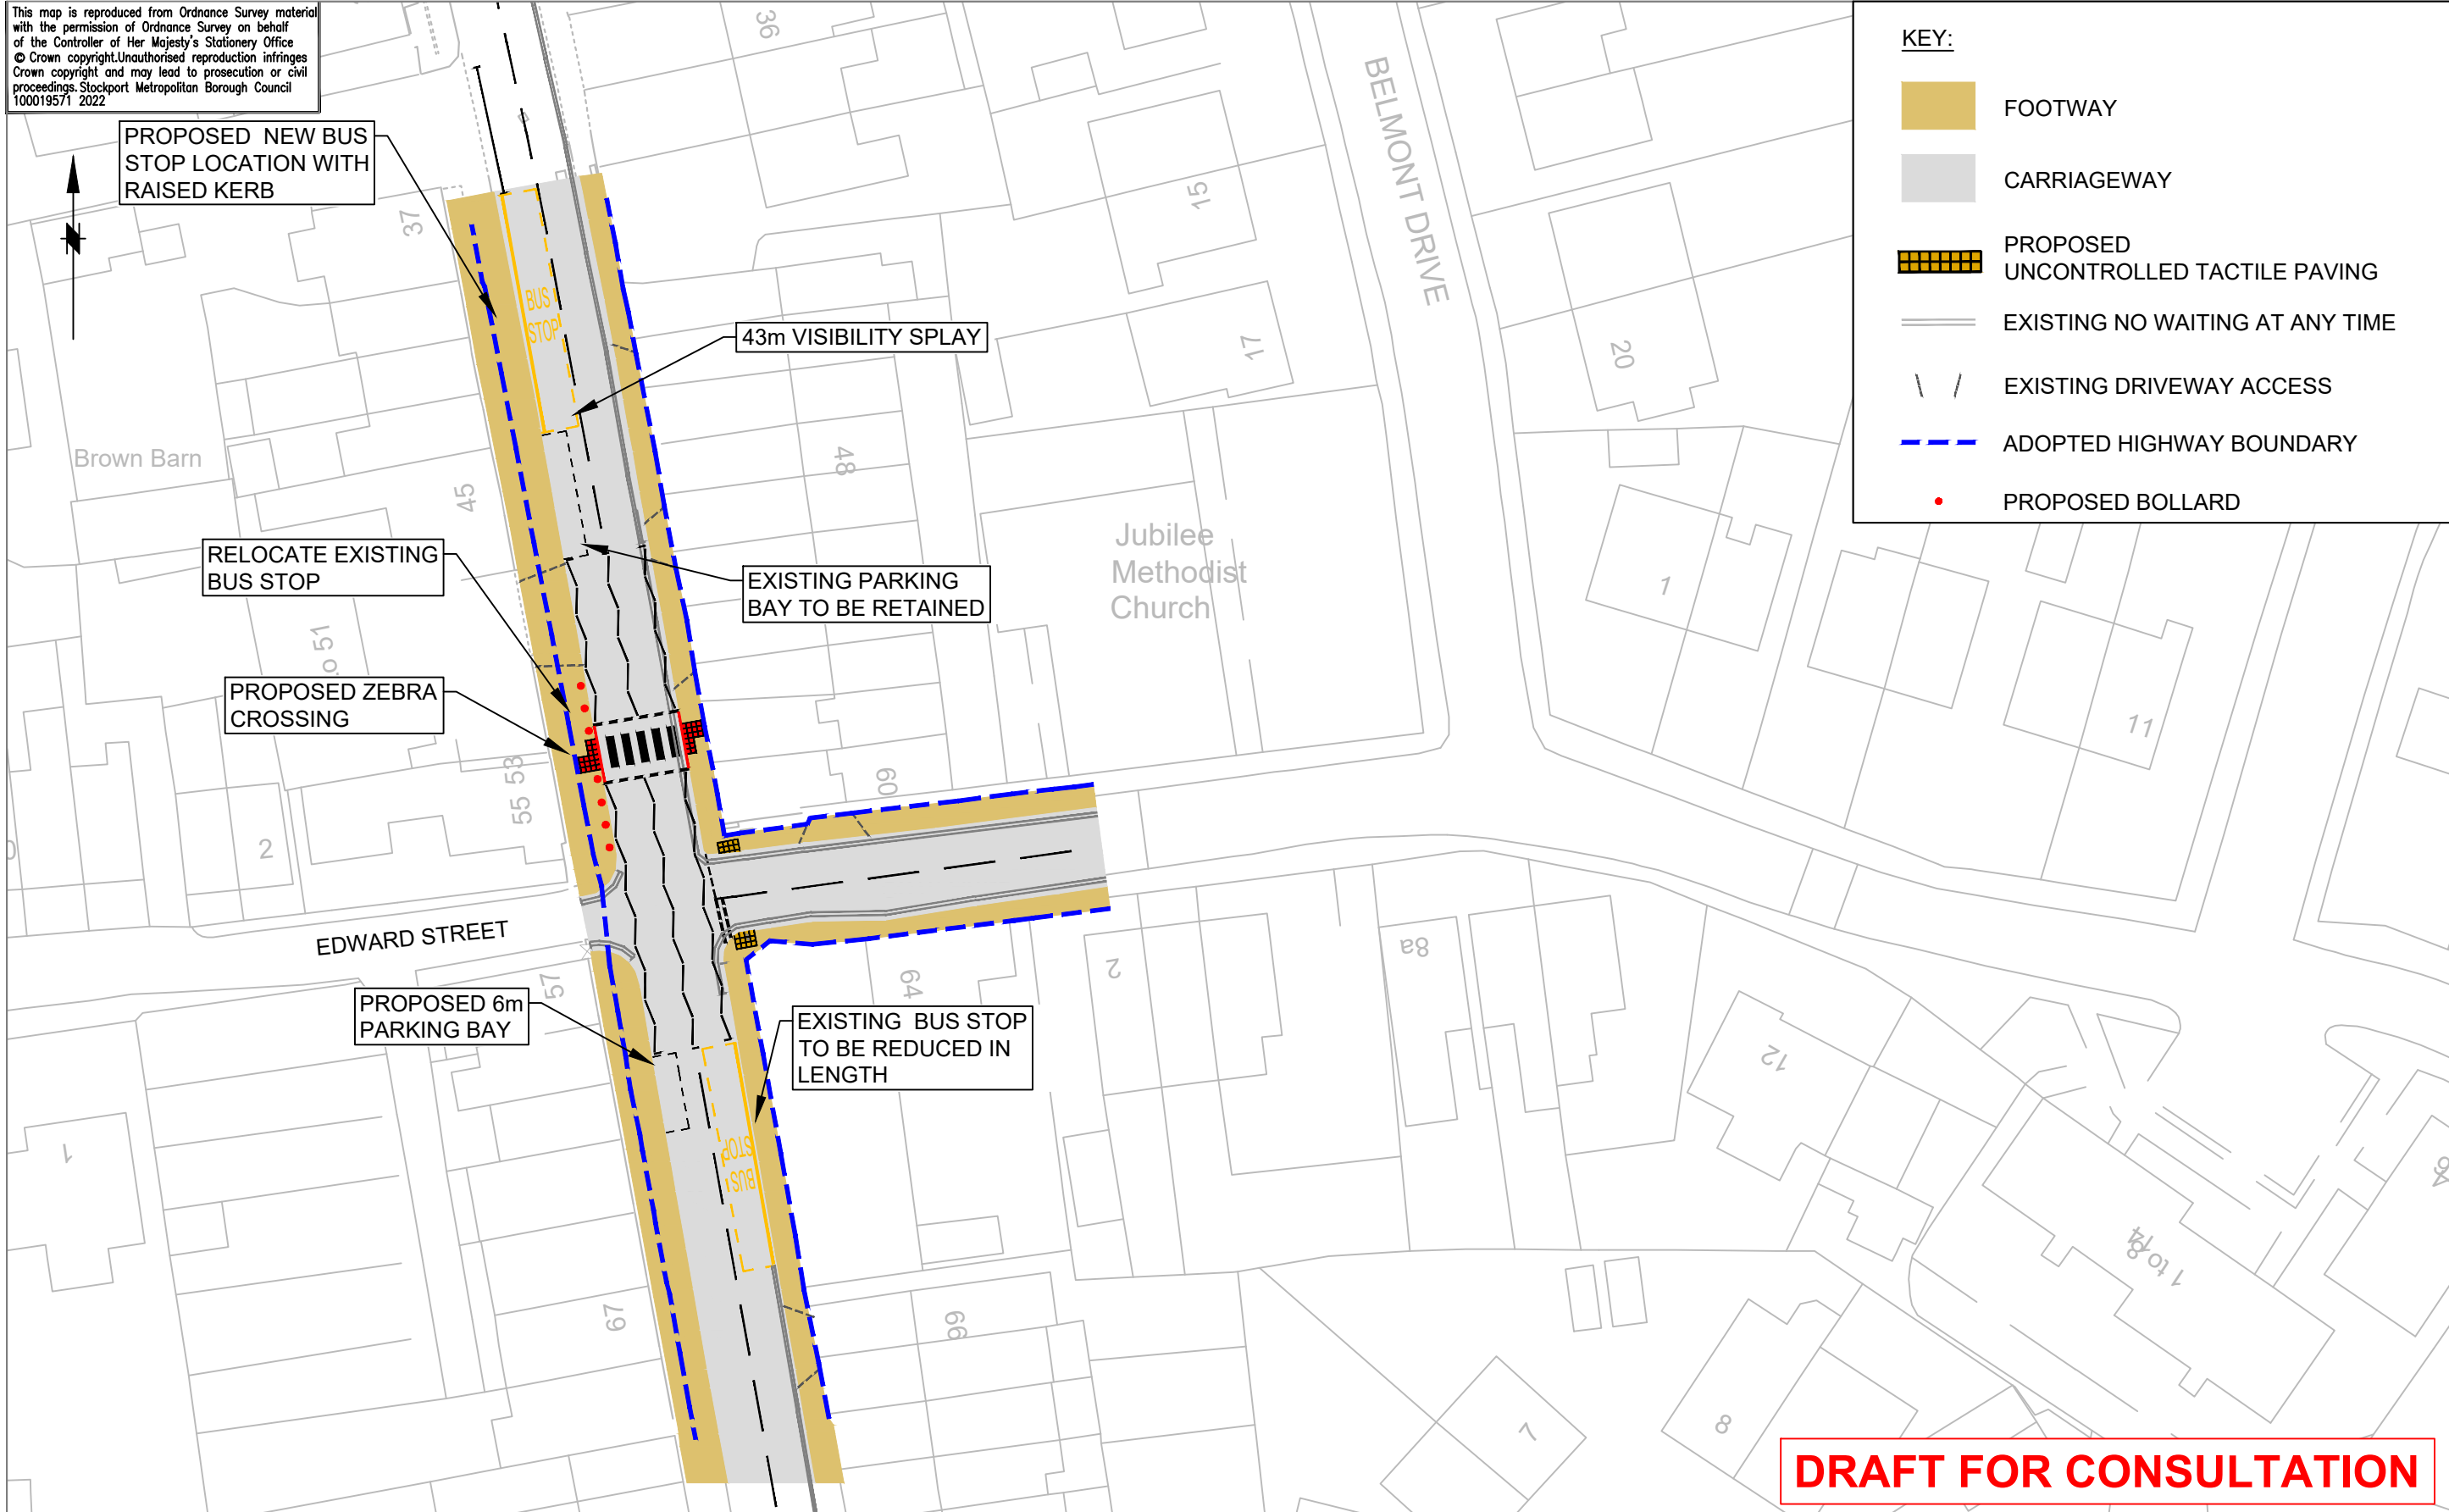 This map is reproduced from Ordnance Survey material
with the permission of Ordnance Survey on behalf
of the Controller of Her Majesty's Stationery Office
© Crown copyright.Unauthorised reproduction infringes
Crown copyright and may lead to prosecution or civil
proceedings. Stockport Metropolitan Borough Council
100019571 2022
KEY:
FOOTWAY
CARRIAGEWAY
PROPOSED
UNCONTROLLED TACTILE PAVING
EXISTING NO WAITING AT ANY TIME
EXISTING DRIVEWAY ACCESS
ADOPTED HIGHWAY BOUNDARY
PROPOSED BOLLARD
PROPOSED NEW BUS
STOP LOCATION WITH
RAISED KERB
36
BELMONT DRIVE
15
37
BUS
STOP
43m VISIBILITY SPLAY
17
20
Brown Barn
45
48
Jubilee
Methodist
Church
RELOCATE EXISTING
BUS STOP
EXISTING PARKING
BAY TO BE RETAINED
1
51
PROPOSED ZEBRA
CROSSING
11
55 53
60
2
EDWARD STREET
57
64
2
8a
PROPOSED 6m
PARKING BAY
EXISTING BUS STOP
TO BE REDUCED IN
LENGTH
12
1
BUS
STOP
67
66
1 to
7
8
DRAFT FOR CONSULTATION